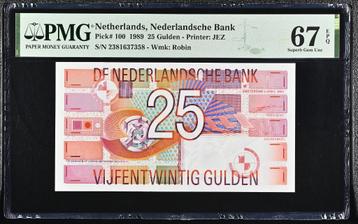 PMG
PAPER MONEY GUARANTY
Netherlands, Nederlandsche Bank
Pick# 100 1989 25 Gulden - Printer: JEZ
S/N 2381637358 - Wmk: Robin
67 EPQ
Superb Gem Unc
DE NEDERLANDSCHE BANK
25
VIJFENTWINTIG GULDEN